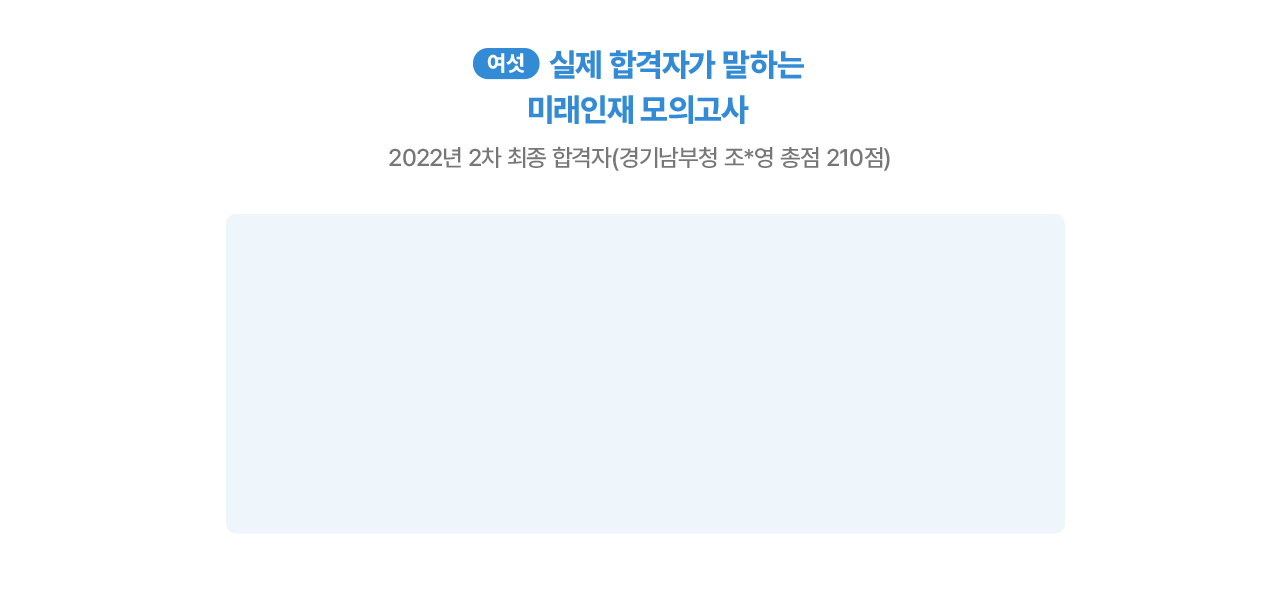 여섯 실제 합격자가 말하는
미래인재 모의고사
2022년 2차 최종 합격자(경기남부청 조*영 총점 210점)